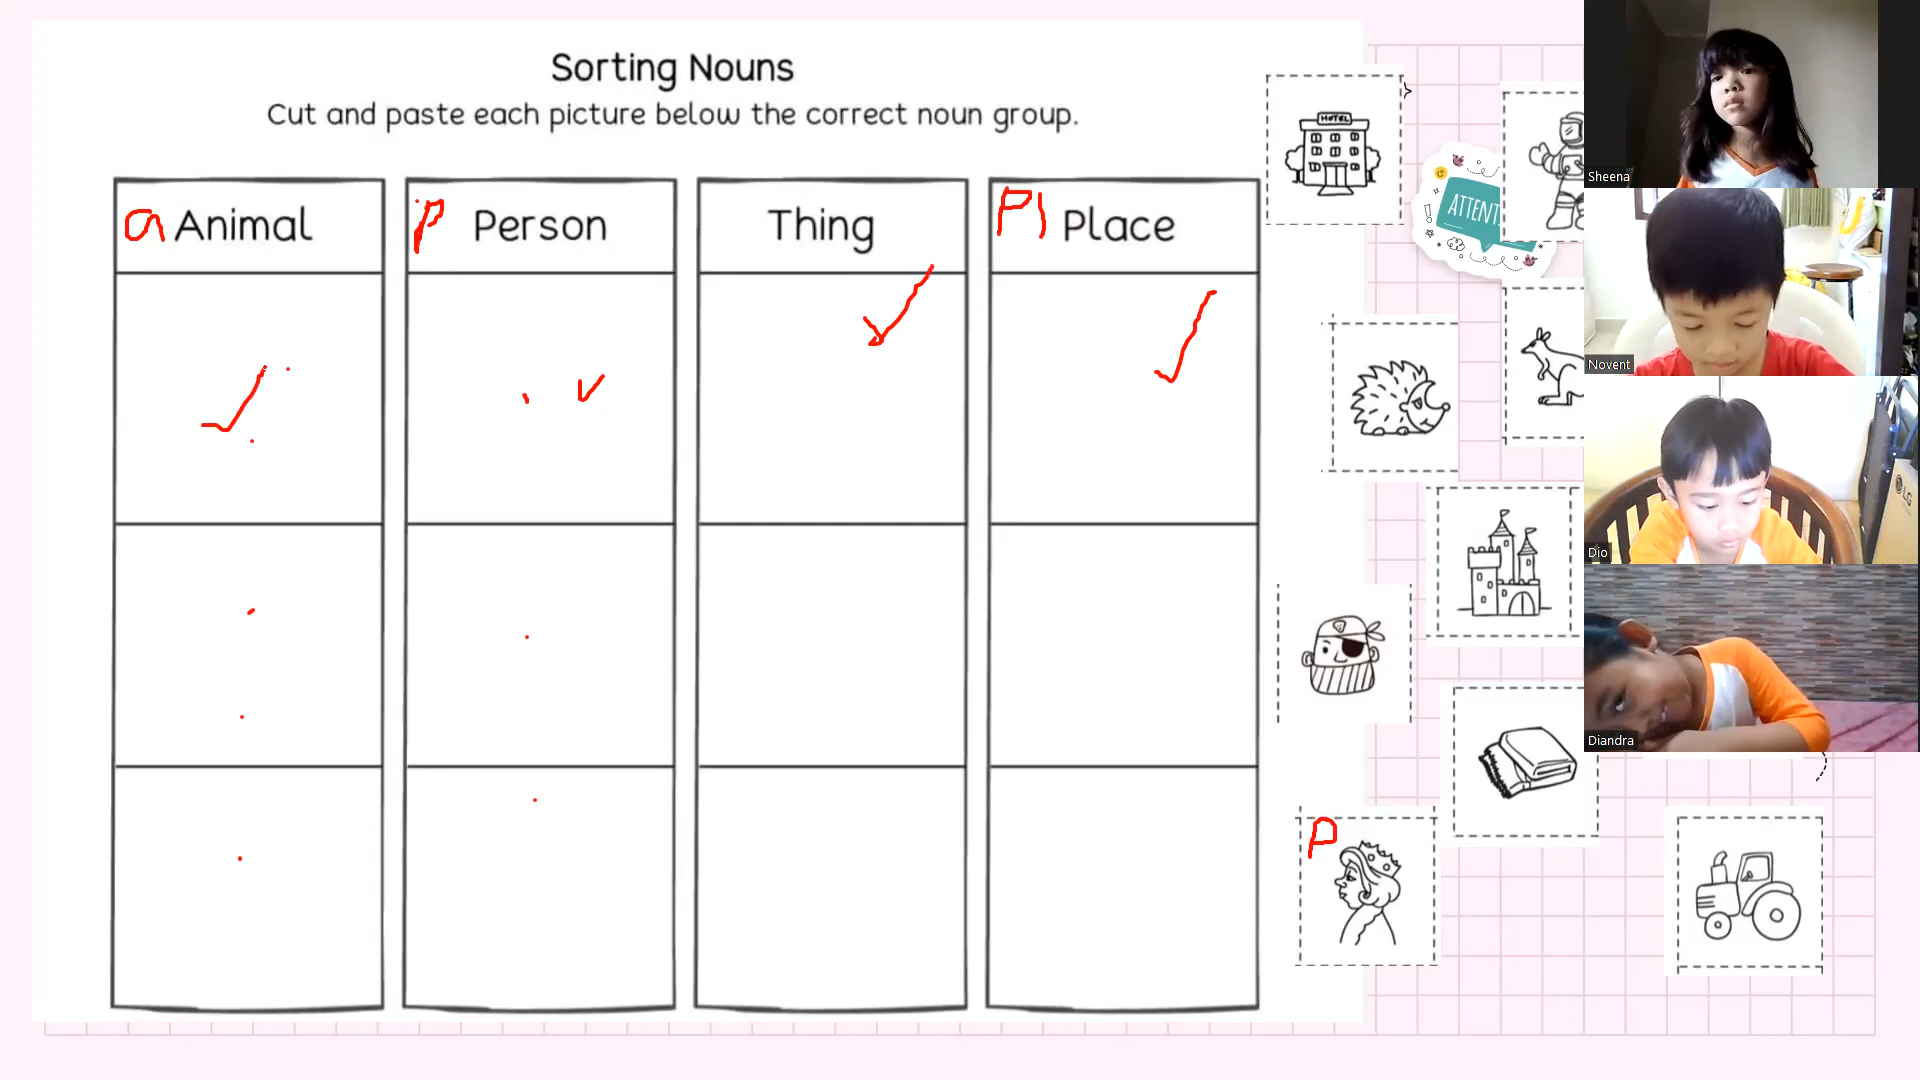 Sorting Nouns
Cut and paste each picture below the correct noun group.
a Animal
p Person
Thing
Pl Place
HOTEL
P
Sheena
Novent
LG
Dio
Diandra